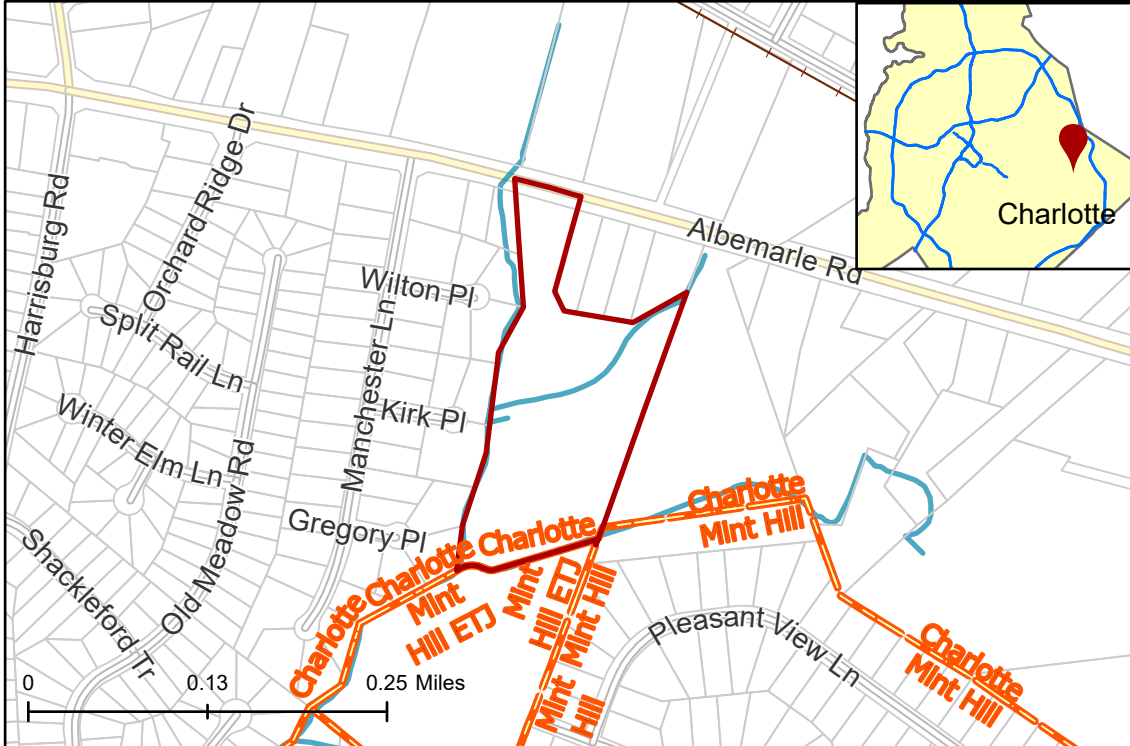 Charlotte
Albemarle Rd
Harrisburg Rd
Orchard Ridge Dr
Wilton Pl
Split Rail Ln
Manchester Ln
Kirk Pl
Winter Elm Ln
Old Meadow Rd
Gregory Pl
Shackleford Tr
Pleasant View Ln
Charlotte
Mint Hill
Charlotte
Charlotte
Charlotte
Mint
Hill ETJ
Mint
Hill ETJ
Mint Hill
Mint
Hill
Charlotte
Mint Hill
0
0.13
0.25 Miles